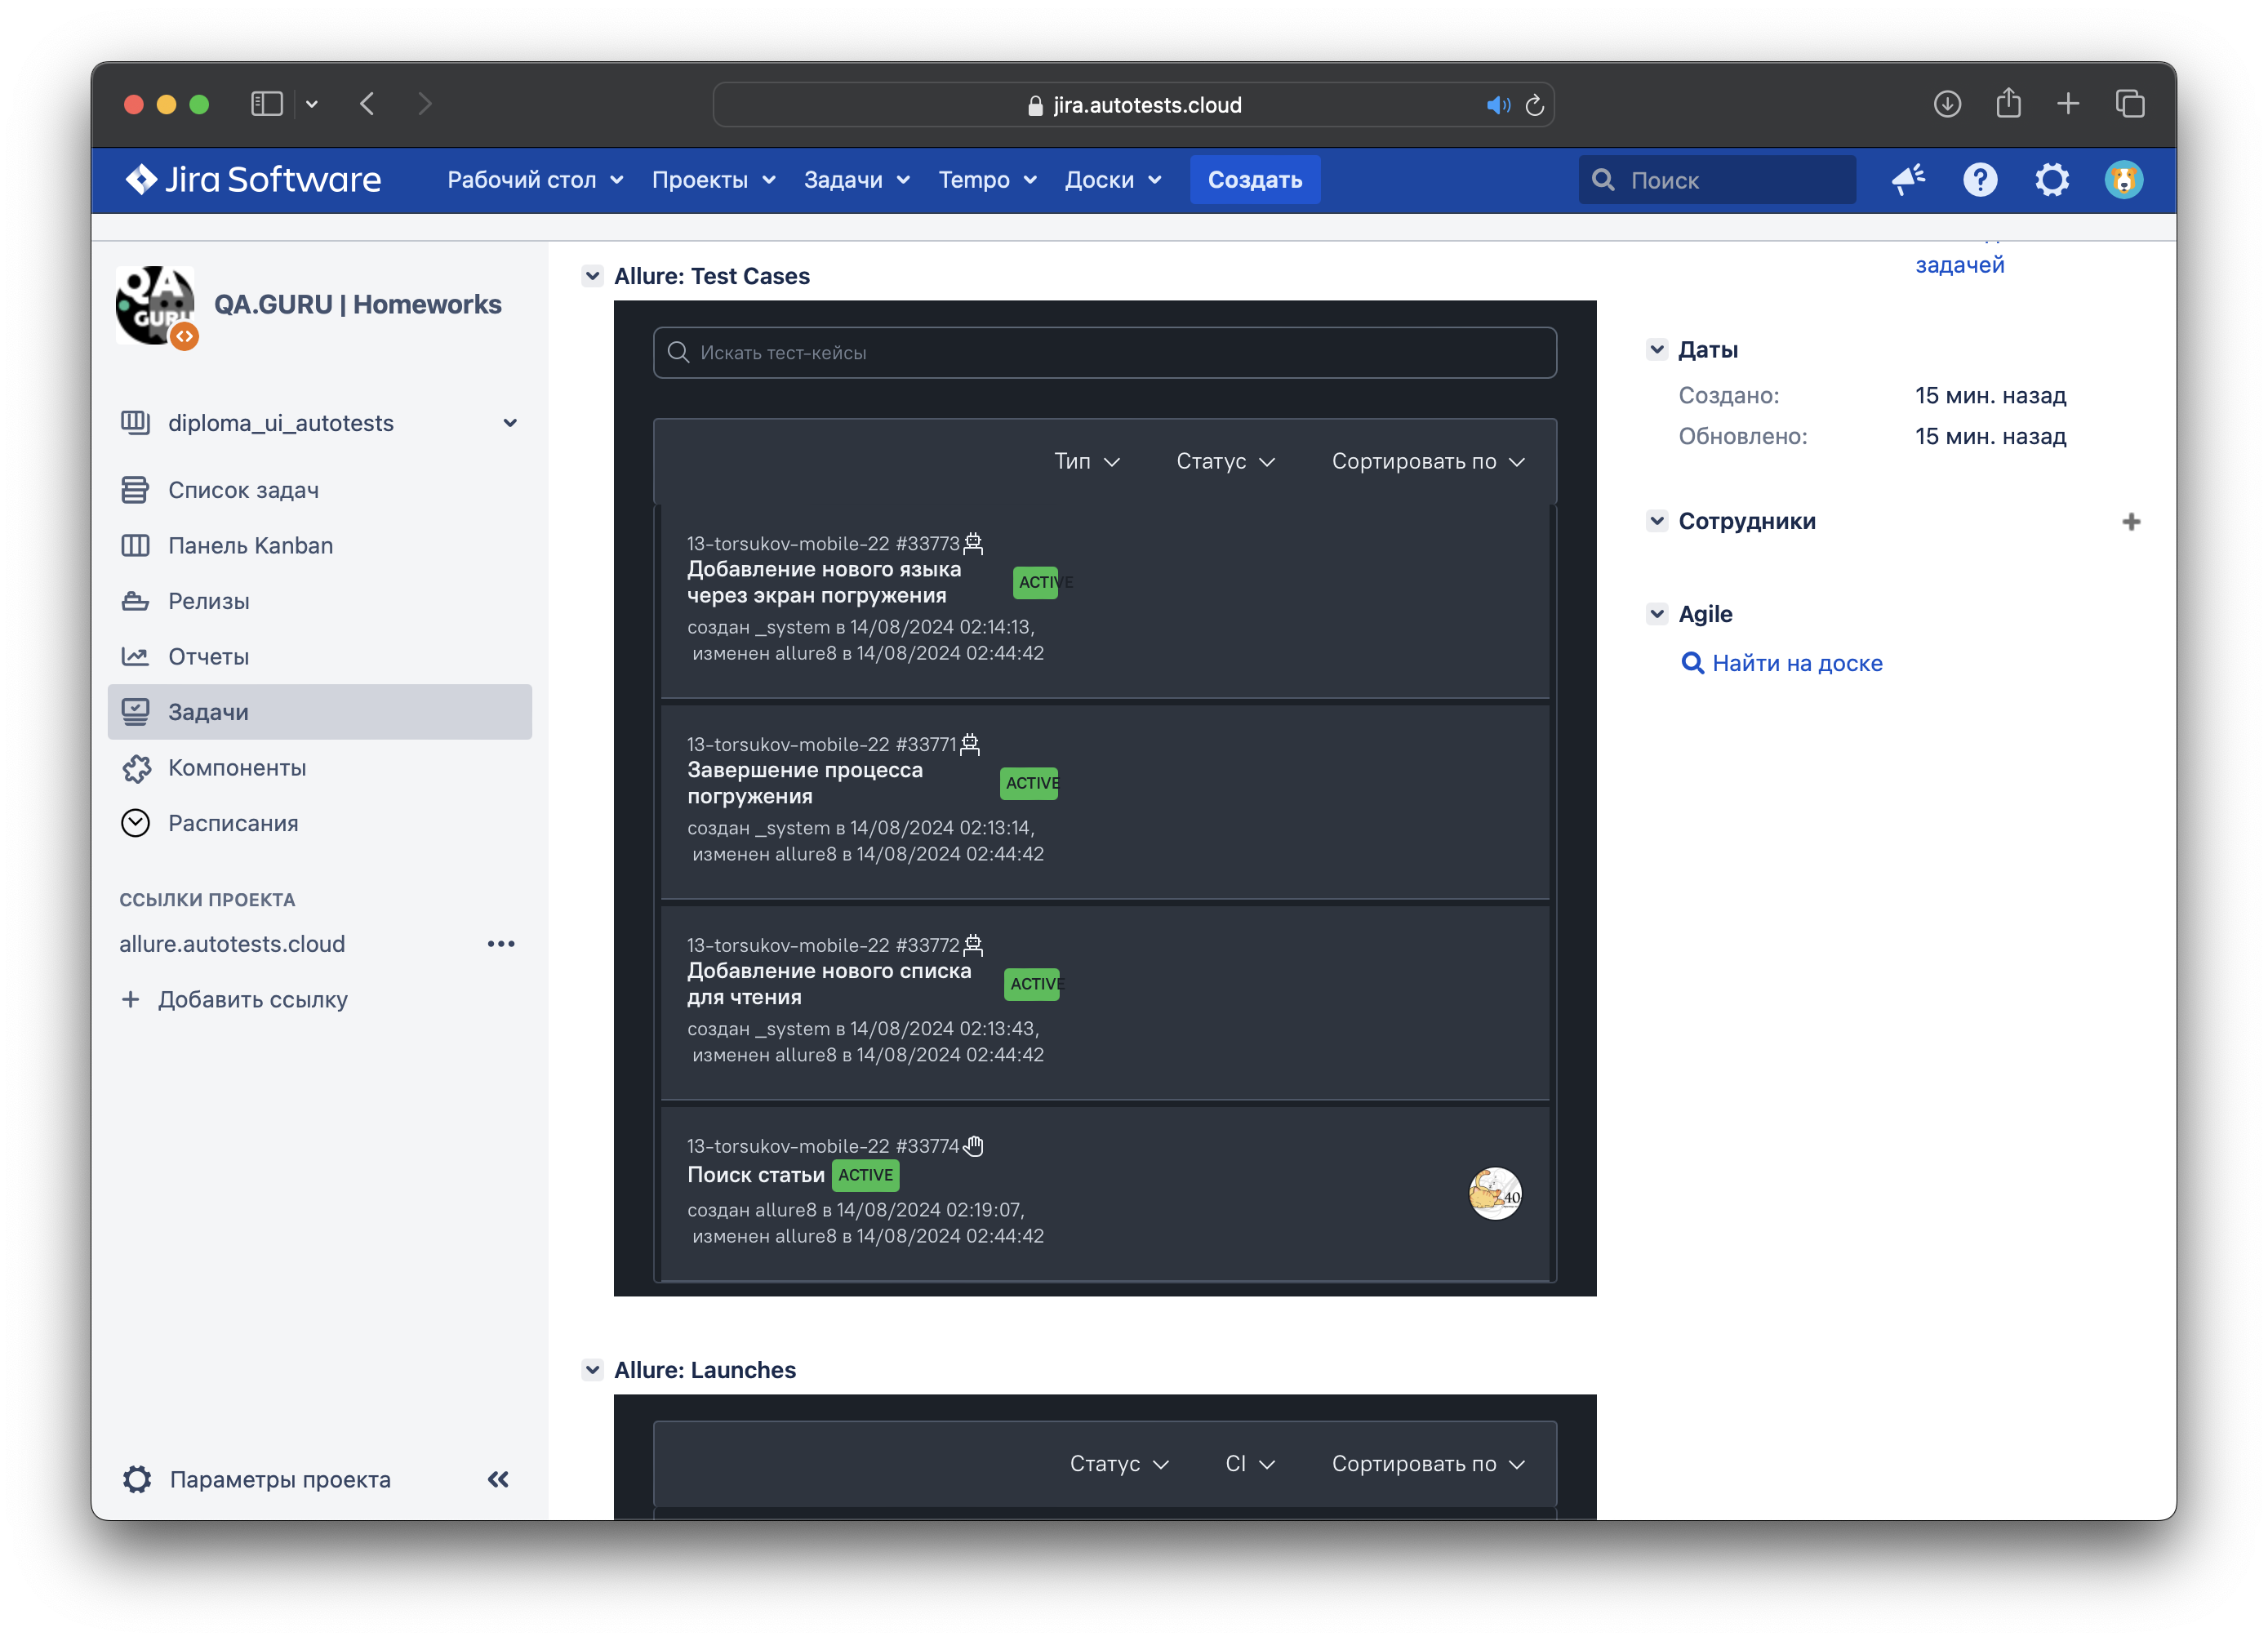 jira.autotests.cloud
Jira Software
Рабочий стол
Проекты
Задачи
Tempo
Доски
Создать
Поиск
QA
GURU
QA.GURU | Homeworks
diploma_ui_autotests
Список задач
Панель Kanban
Релизы
Отчеты
Задачи
Компоненты
Расписания
ССЫЛКИ ПРОЕКТА
allure.autotests.cloud
Добавить ссылку
Параметры проекта
Allure: Test Cases
Искать тест-кейсы
Тип
Статус
Сортировать по
13-torsukov-mobile-22 #33773
Добавление нового языка
через экран погружения
ACTIVE
создан _system в 14/08/2024 02:14:13,
изменен allure8 в 14/08/2024 02:44:42
13-torsukov-mobile-22 #33771
Завершение процесса
погружения
ACTIVE
создан _system в 14/08/2024 02:13:14,
изменен allure8 в 14/08/2024 02:44:42
13-torsukov-mobile-22 #33772
Добавление нового списка
для чтения
ACTIVE
создан _system в 14/08/2024 02:13:43,
изменен allure8 в 14/08/2024 02:44:42
13-torsukov-mobile-22 #33774
Поиск статьи ACTIVE
создан allure8 в 14/08/2024 02:19:07,
изменен allure8 в 14/08/2024 02:44:42
40
Allure: Launches
Статус
CI
Сортировать по
задачей
Даты
Создано: 15 мин. назад
Обновлено: 15 мин. назад
Сотрудники
Agile
Найти на доске